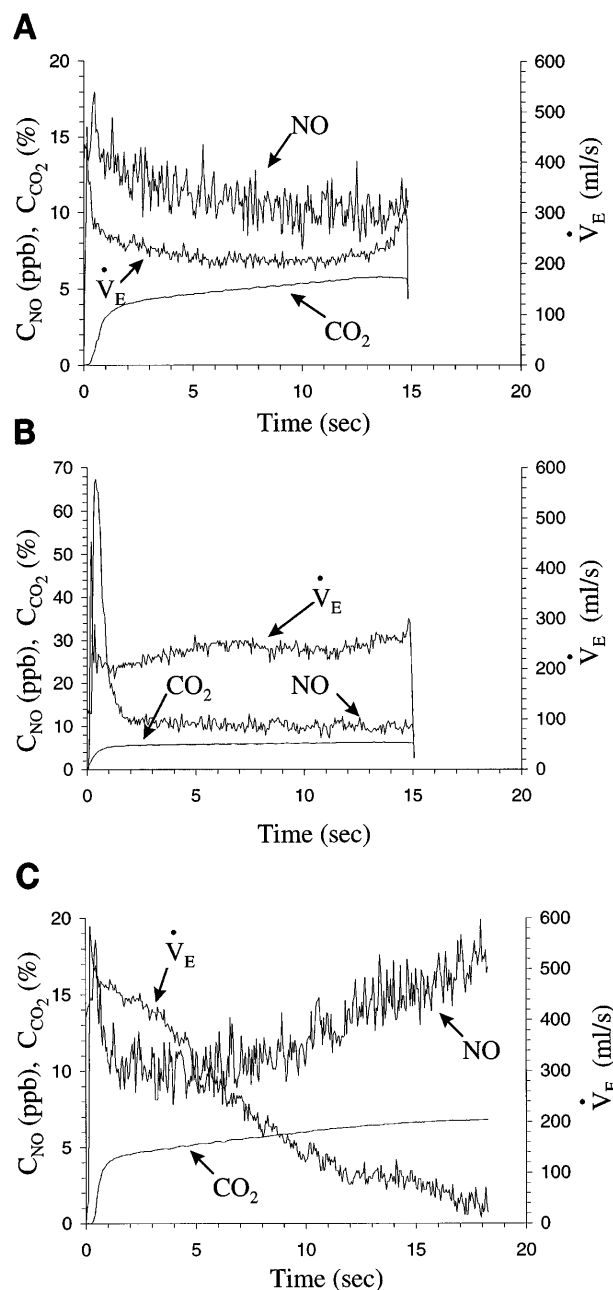 A
20
15
10
5
0
C_NO (ppb), C_CO2 (%)
NO
V̇_E
CO2
600
500
400
300
200
100
0
V̇_E (ml/s)
0 5 10 15 20
Time (sec)
B
70
60
50
40
30
20
10
0
C_NO (ppb), C_CO2 (%)
V̇_E
CO2
NO
600
500
400
300
200
100
0
V̇_E (ml/s)
0 5 10 15 20
Time (sec)
C
20
15
10
5
0
C_NO (ppb), C_CO2 (%)
V̇_E
NO
CO2
600
500
400
300
200
100
0
V̇_E (ml/s)
0 5 10 15 20
Time (sec)